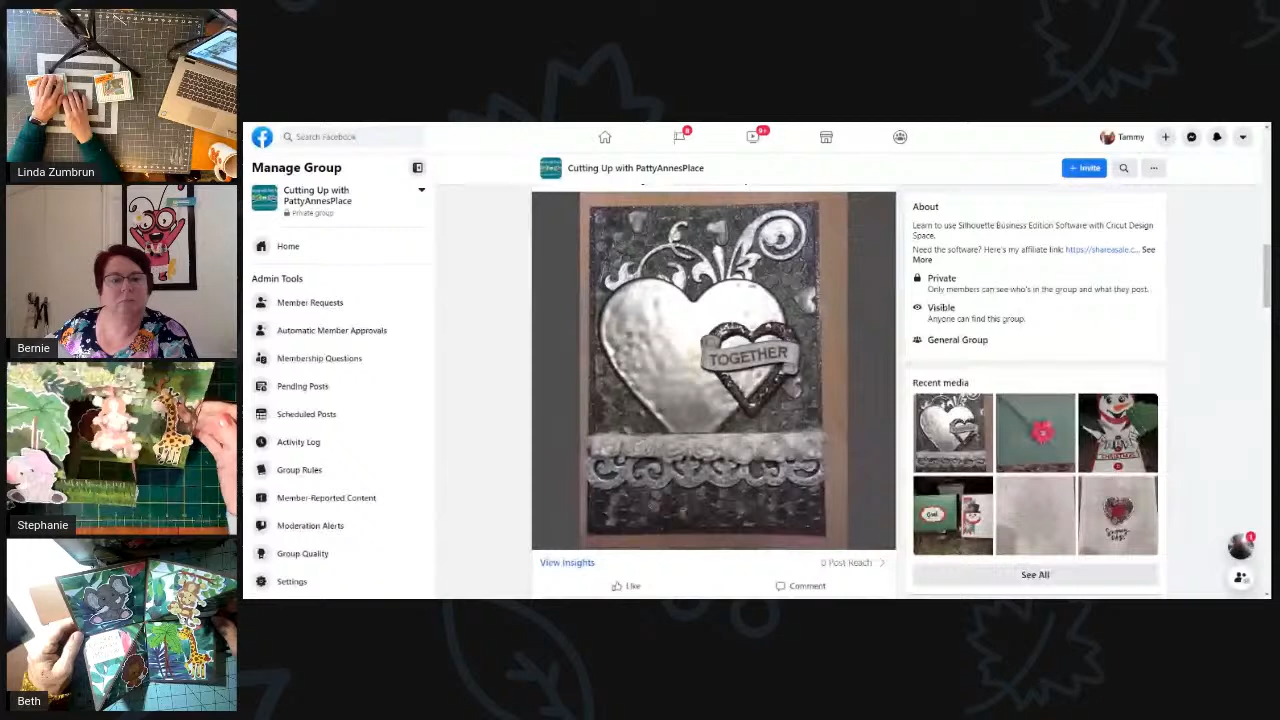 Linda Zumbrun
Bernie
Stephanie
Beth
Search Facebook
8
9+
Tammy
Manage Group
Cutting Up with
PattyAnnesPlace
Private group
Home
Admin Tools
Member Requests
Automatic Member Approvals
Membership Questions
Pending Posts
Scheduled Posts
Activity Log
Group Rules
Member-Reported Content
Moderation Alerts
Group Quality
Settings
Cutting Up with PattyAnnesPlace
+ Invite
TOGETHER
View Insights
0 Post Reach
Like
Comment
About
Learn to use Silhouette Business Edition Software with Cricut Design
Space.
Need the software? Here's my affiliate link: https://shareasale.c... See
More
Private
Only members can see who's in the group and what they post.
Visible
Anyone can find this group.
General Group
Recent media
CHRISTMAS
See All
1